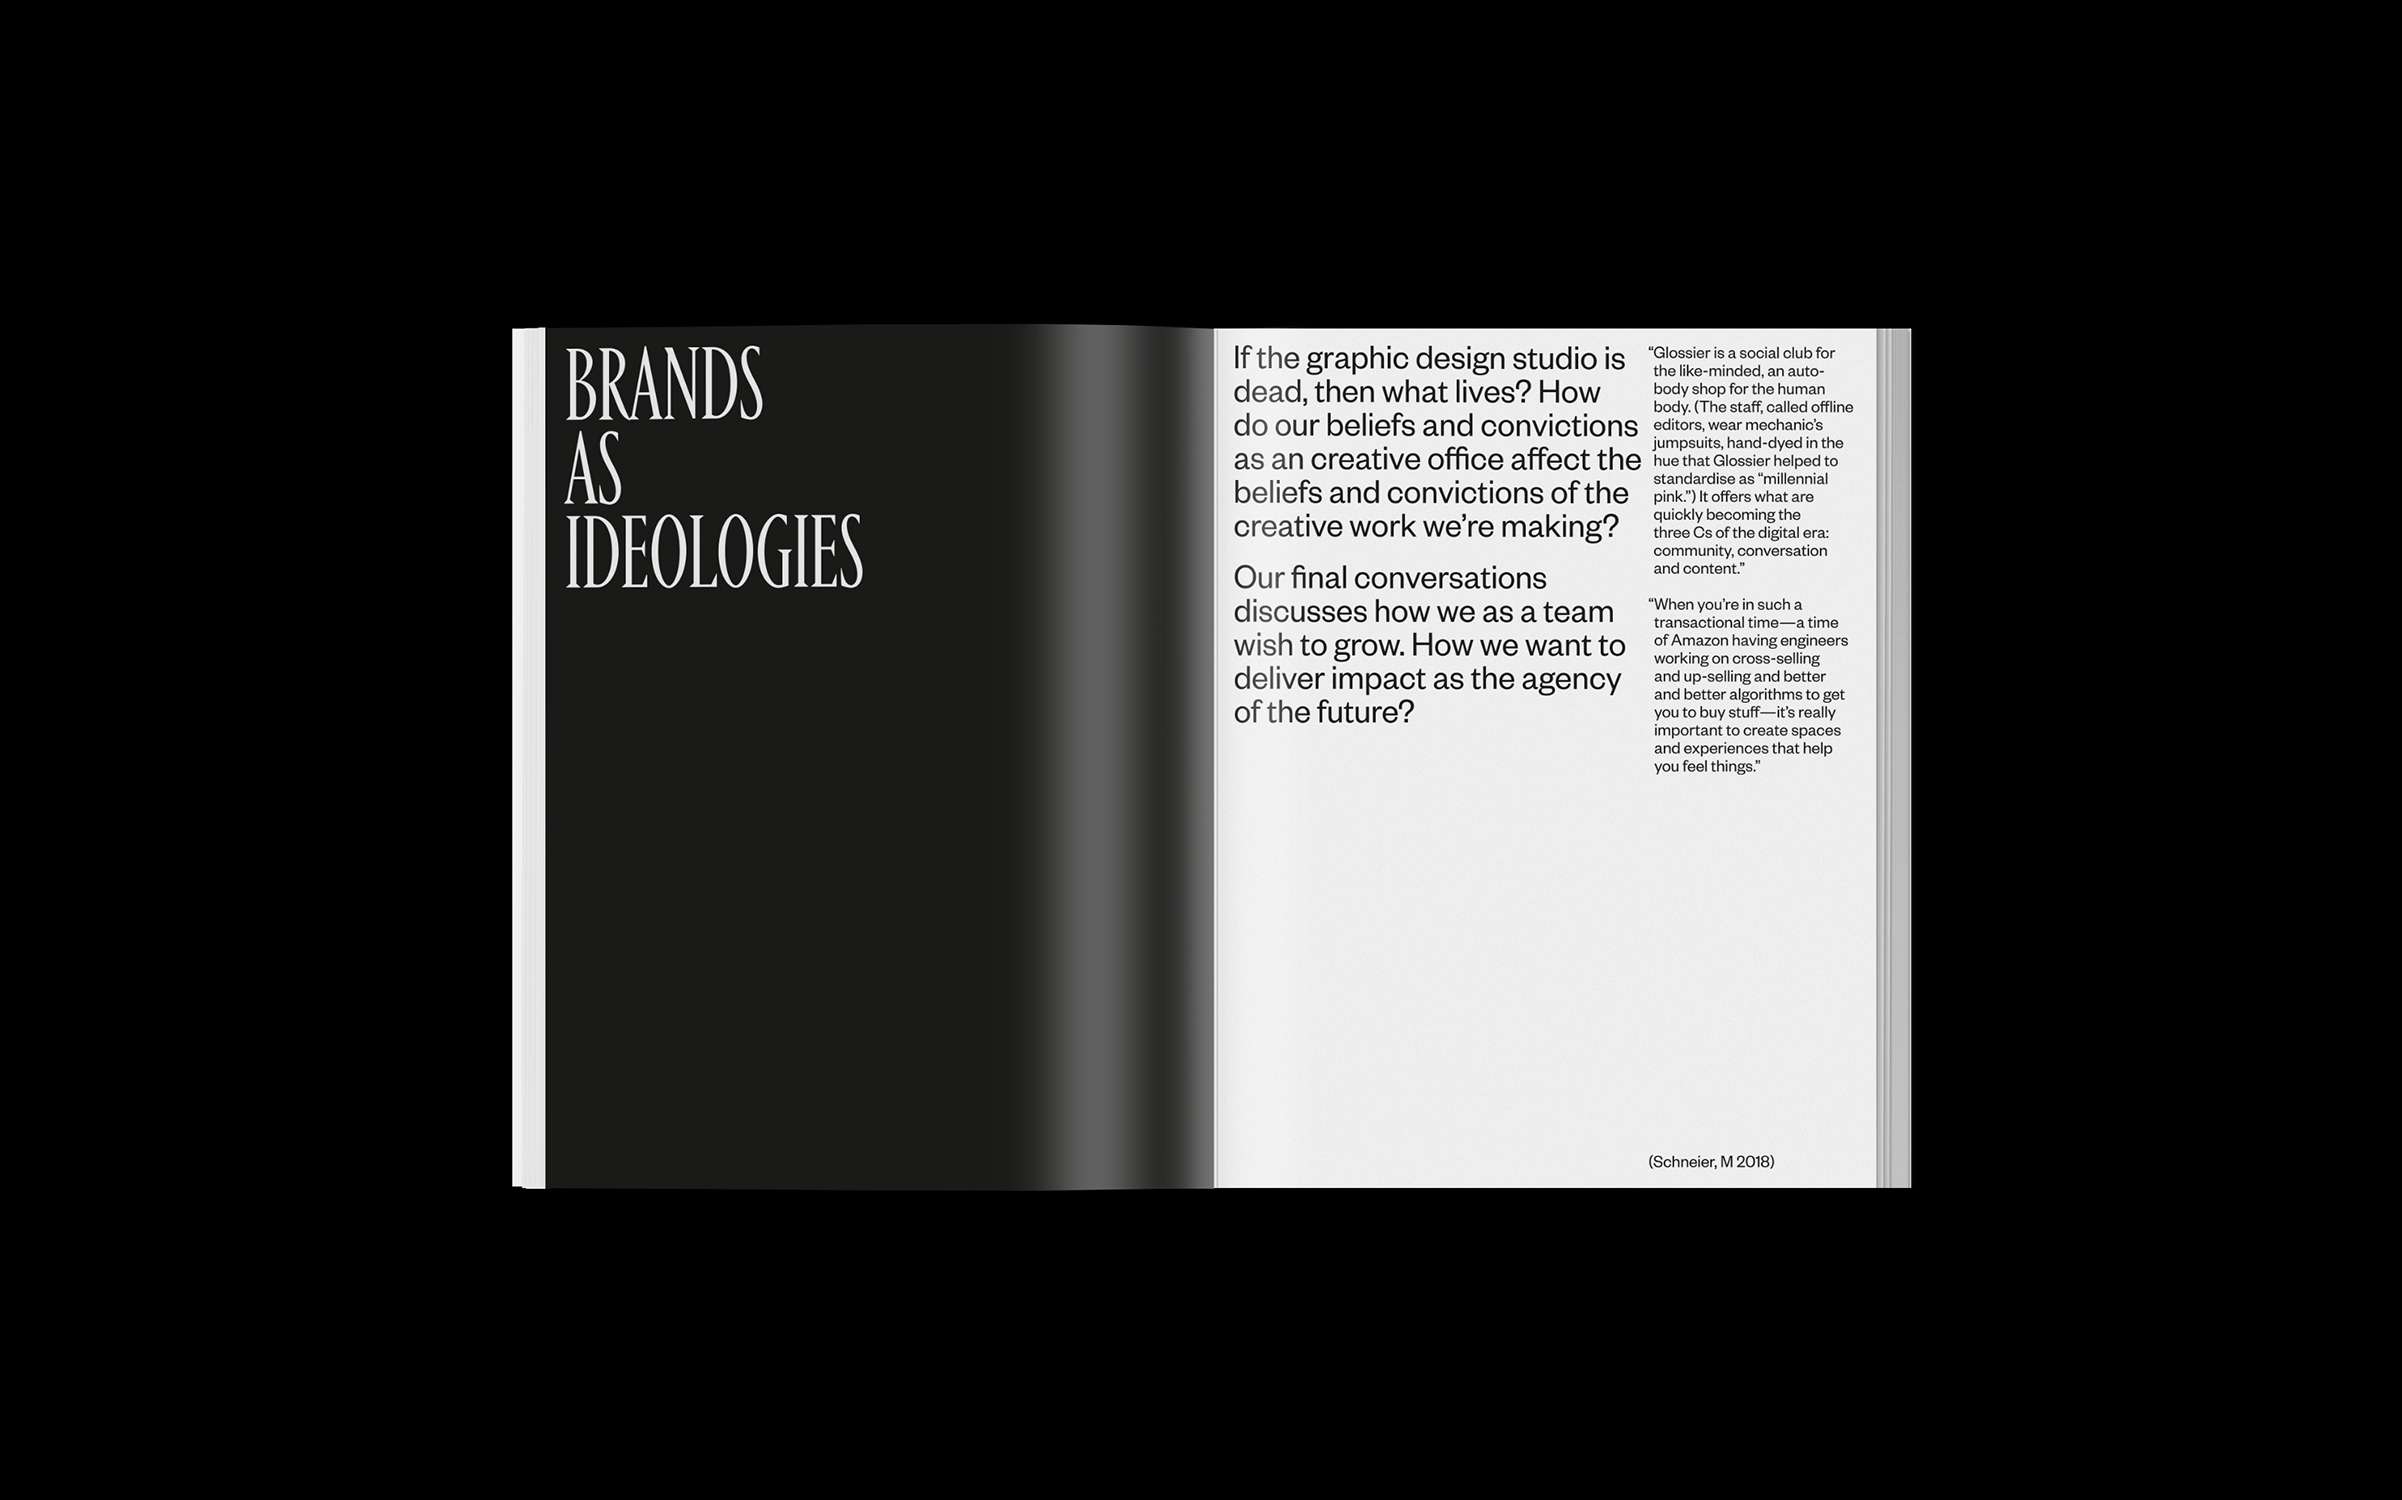 BRANDS
AS
IDEOLOGIES
If the graphic design studio is
dead, then what lives? How
do our beliefs and convictions
as an creative office affect the
beliefs and convictions of the
creative work we’re making?
Our final conversations
discusses how we as a team
wish to grow. How we want to
deliver impact as the agency
of the future?
“Glossier is a social club for
the like-minded, an auto-
body shop for the human
body. (The staff, called offline
editors, wear mechanic’s
jumpsuits, hand-dyed in the
hue that Glossier helped to
standardise as “millennial
pink.”) It offers what are
quickly becoming the
three Cs of the digital era:
community, conversation
and content.”
“When you’re in such a
transactional time—a time
of Amazon having engineers
working on cross-selling
and up-selling and better
and better algorithms to get
you to buy stuff—it’s really
important to create spaces
and experiences that help
you feel things.”
(Schneier, M 2018)